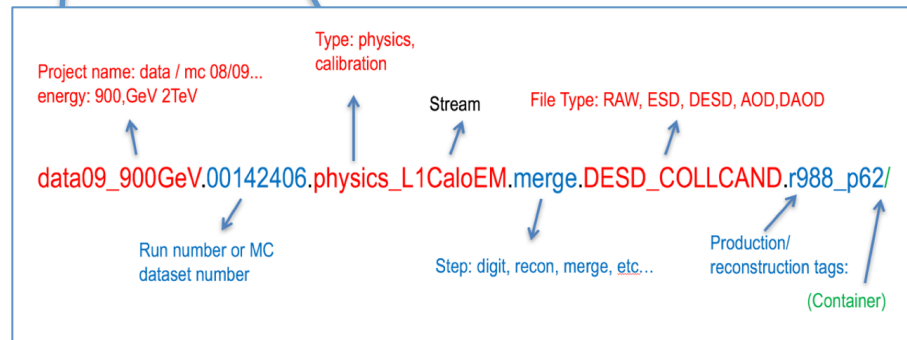 Type: physics,
calibration
Project name: data / mc 08/09...
energy: 900,GeV 2TeV
Stream
File Type: RAW, ESD, DESD, AOD,DAOD
data09_900GeV.00142406.physics_L1CaloEM.merge.DESD_COLLCAND.r988_p62/
Run number or MC
dataset number
Step: digit, recon, merge, etc...
Production/
reconstruction tags:
(Container)